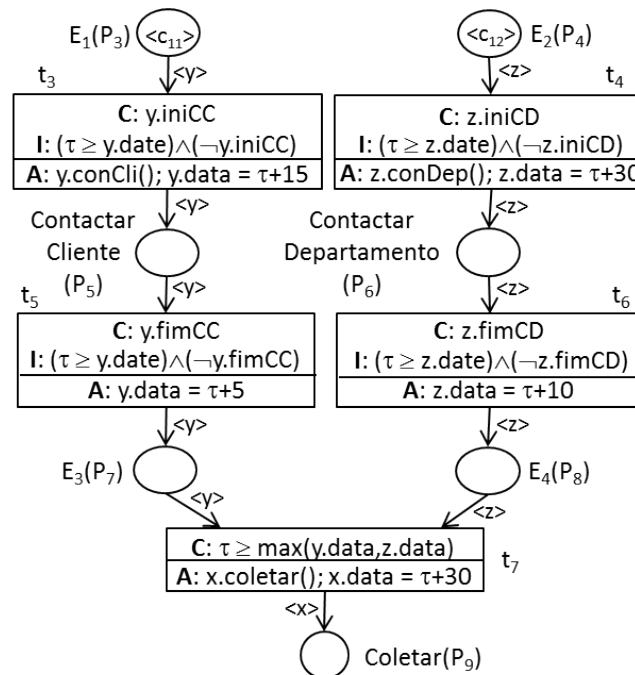 E₁(P₃) <c₁₁> <c₁₂> E₂(P₄)
t₃ <y> <z> t₄
C: y.iniCC
I: (τ ≥ y.date)∧(¬y.iniCC)
A: y.conCli(); y.data = τ+15
C: z.iniCD
I: (τ ≥ z.date)∧(¬z.iniCD)
A: z.conDep(); z.data = τ+30
<y> <z>
Contactar
Cliente
(P₅)
Contactar
Departamento
(P₆)
t₅ <y> <z> t₆
C: y.fimCC
I: (τ ≥ y.date)∧(¬y.fimCC)
A: y.data = τ+5
C: z.fimCD
I: (τ ≥ z.date)∧(¬z.fimCD)
A: z.data = τ+10
<y> <z>
E₃(P₇) E₄(P₈)
<y> <z>
C: τ ≥ max(y.data,z.data)
A: x.coletar(); x.data = τ+30
t₇
<x>
Coletar(P₉)